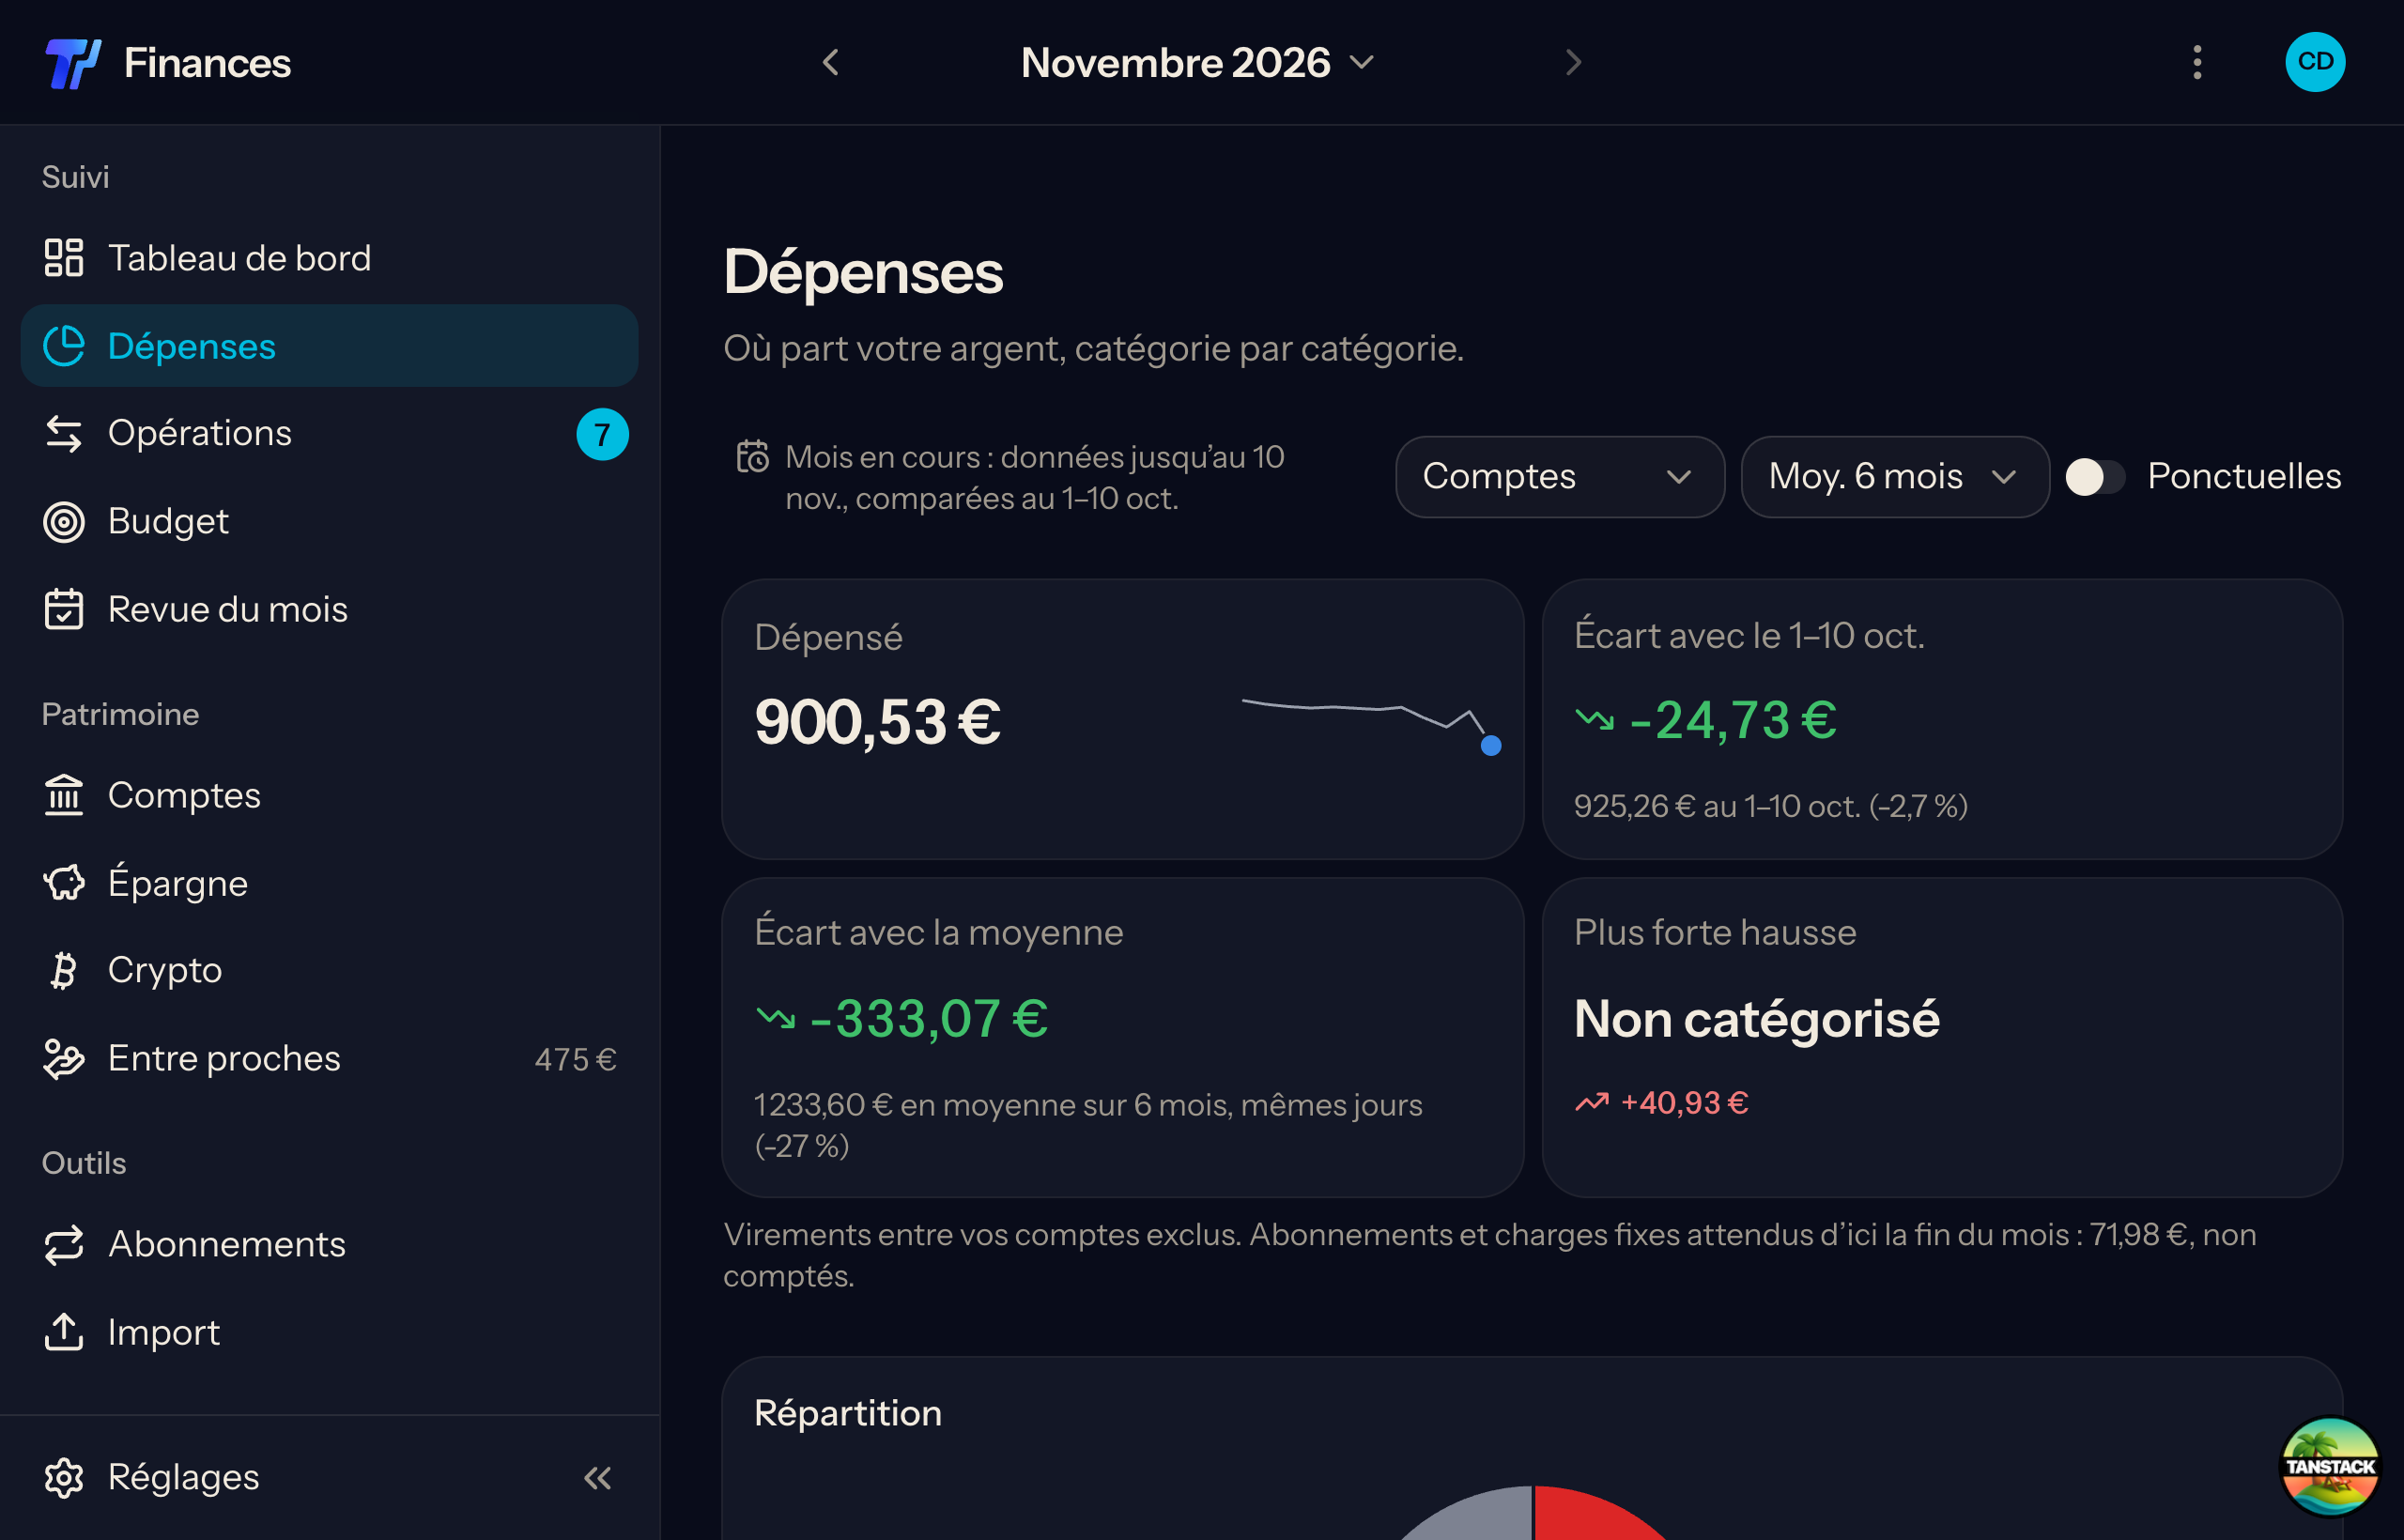 Finances
Novembre 2026
CD
Suivi
Tableau de bord
Dépenses
Opérations
7
Budget
Revue du mois
Patrimoine
Comptes
Épargne
Crypto
Entre proches
475 €
Outils
Abonnements
Import
Réglages
Dépenses
Où part votre argent, catégorie par catégorie.
Mois en cours : données jusqu’au 10
nov., comparées au 1–10 oct.
Comptes
Moy. 6 mois
Ponctuelles
Dépensé
900,53 €
Écart avec le 1–10 oct.
-24,73 €
925,26 € au 1–10 oct. (-2,7 %)
Écart avec la moyenne
-333,07 €
1 233,60 € en moyenne sur 6 mois, mêmes jours
(-27 %)
Plus forte hausse
Non catégorisé
+40,93 €
Virements entre vos comptes exclus. Abonnements et charges fixes attendus d’ici la fin du mois : 71,98 €, non
comptés.
Répartition
TANSTACK